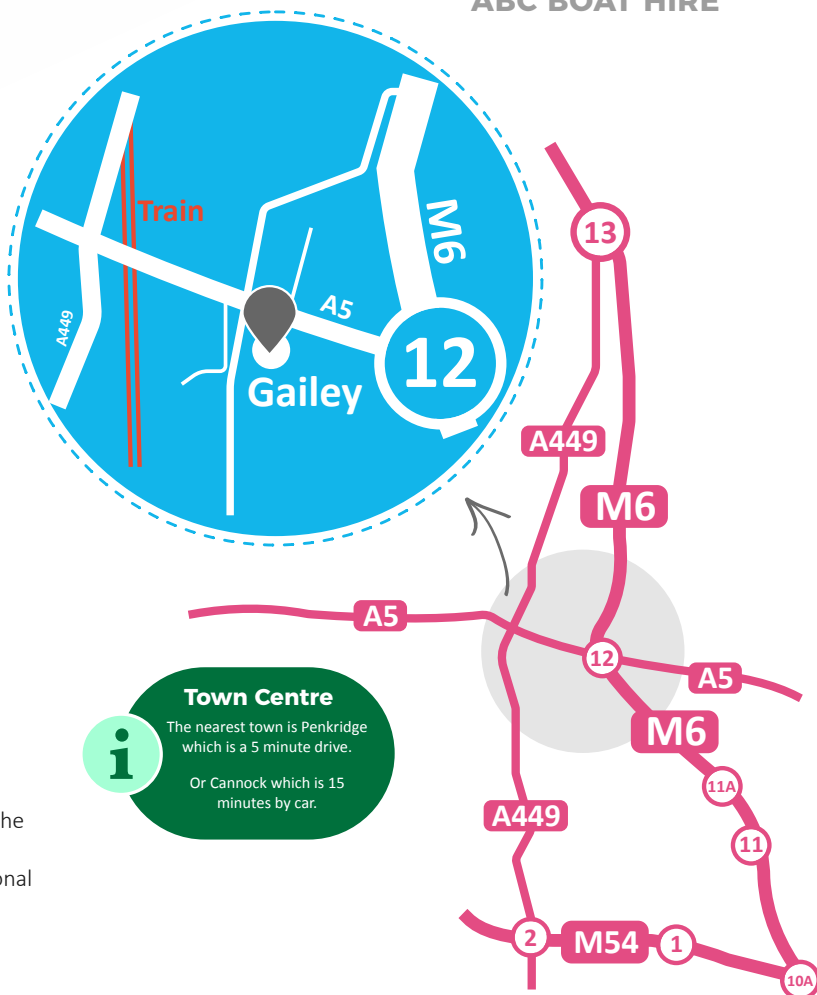 ABC BOAT HIRE
Train
M6
A449
A5
12
Gailey
13
A449
M6
A5
12
A5
M6
11A
11
A449
2
M54
1
10A
i
Town Centre
The nearest town is Penkridge
which is a 5 minute drive.
Or Cannock which is 15
minutes by car.
he
onal